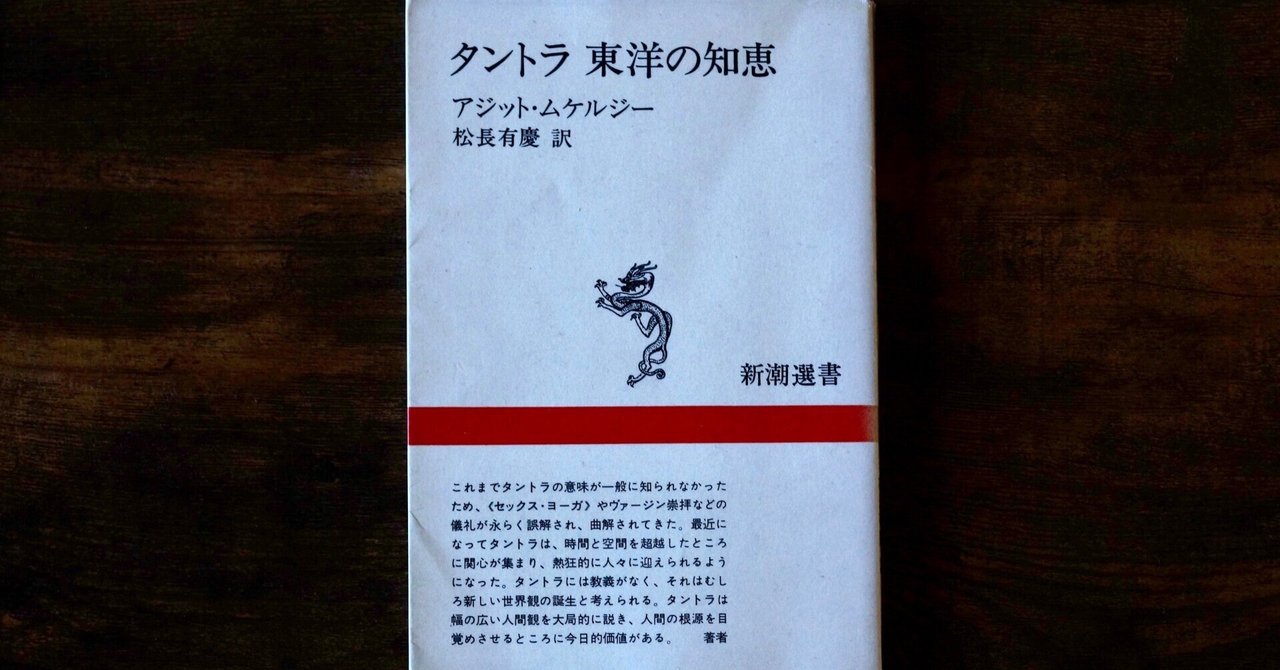 タントラ 東洋の知恵
アジット・ムケルジー
松長有慶 訳
新潮選書
これまでタントラの意味が一般に知られなかった
ため、《セックス・ヨーガ》やヴァージン崇拝などの
儀礼が永らく誤解され、曲解されてきた。最近に
なってタントラは、時間と空間を超越したところ
に関心が集まり、熱狂的に人々に迎えられるよう
になった。タントラには教義がなく、それはむし
ろ新しい世界観の誕生と考えられる。タントラは
幅の広い人間観を大局的に説き、人間の根源を目
覚めさせるところに今日的価値がある。 著者